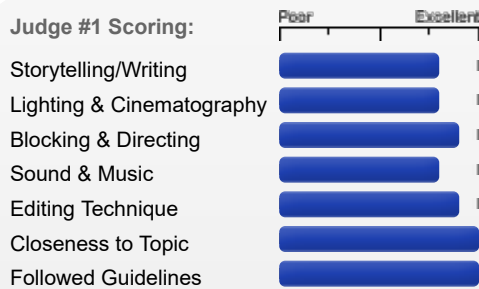 Judge #1 Scoring:
Poor Excellent
Storytelling/Writing
Lighting & Cinematography
Blocking & Directing
Sound & Music
Editing Technique
Closeness to Topic
Followed Guidelines